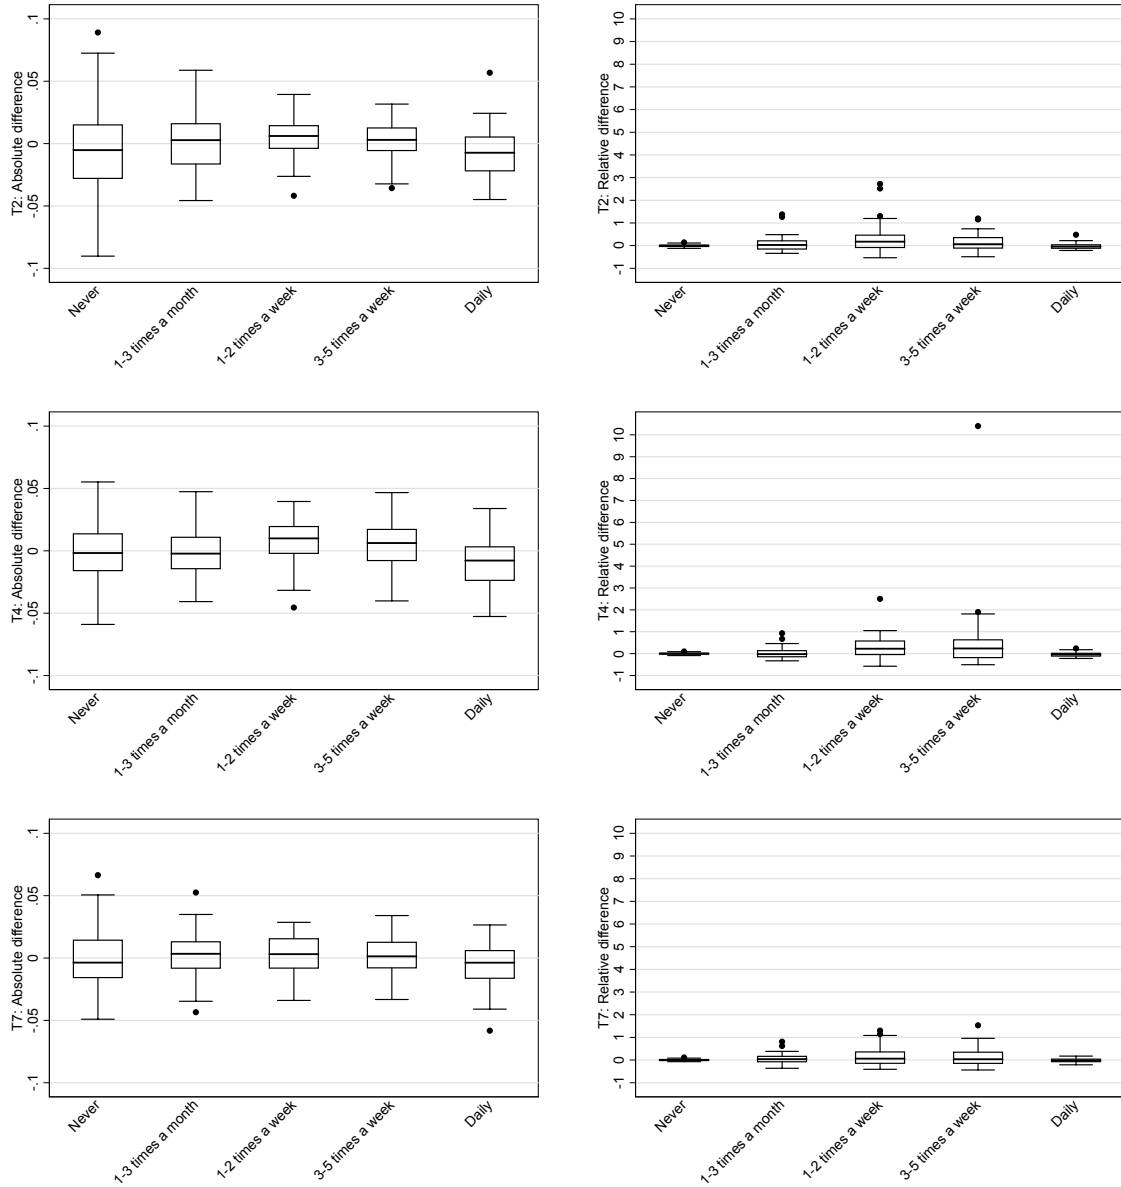 T2: Absolute difference
.1
.05
0
-.05
-.1
Never
1-3 times a month
1-2 times a week
3-5 times a week
Daily
T2: Relative difference
10
9
8
7
6
5
4
3
2
1
0
-1
Never
1-3 times a month
1-2 times a week
3-5 times a week
Daily
T4: Absolute difference
.1
.05
0
-.05
-.1
Never
1-3 times a month
1-2 times a week
3-5 times a week
Daily
T4: Relative difference
10
9
8
7
6
5
4
3
2
1
0
-1
Never
1-3 times a month
1-2 times a week
3-5 times a week
Daily
T7: Absolute difference
.1
.05
0
-.05
-.1
Never
1-3 times a month
1-2 times a week
3-5 times a week
Daily
T7: Relative difference
10
9
8
7
6
5
4
3
2
1
0
-1
Never
1-3 times a month
1-2 times a week
3-5 times a week
Daily